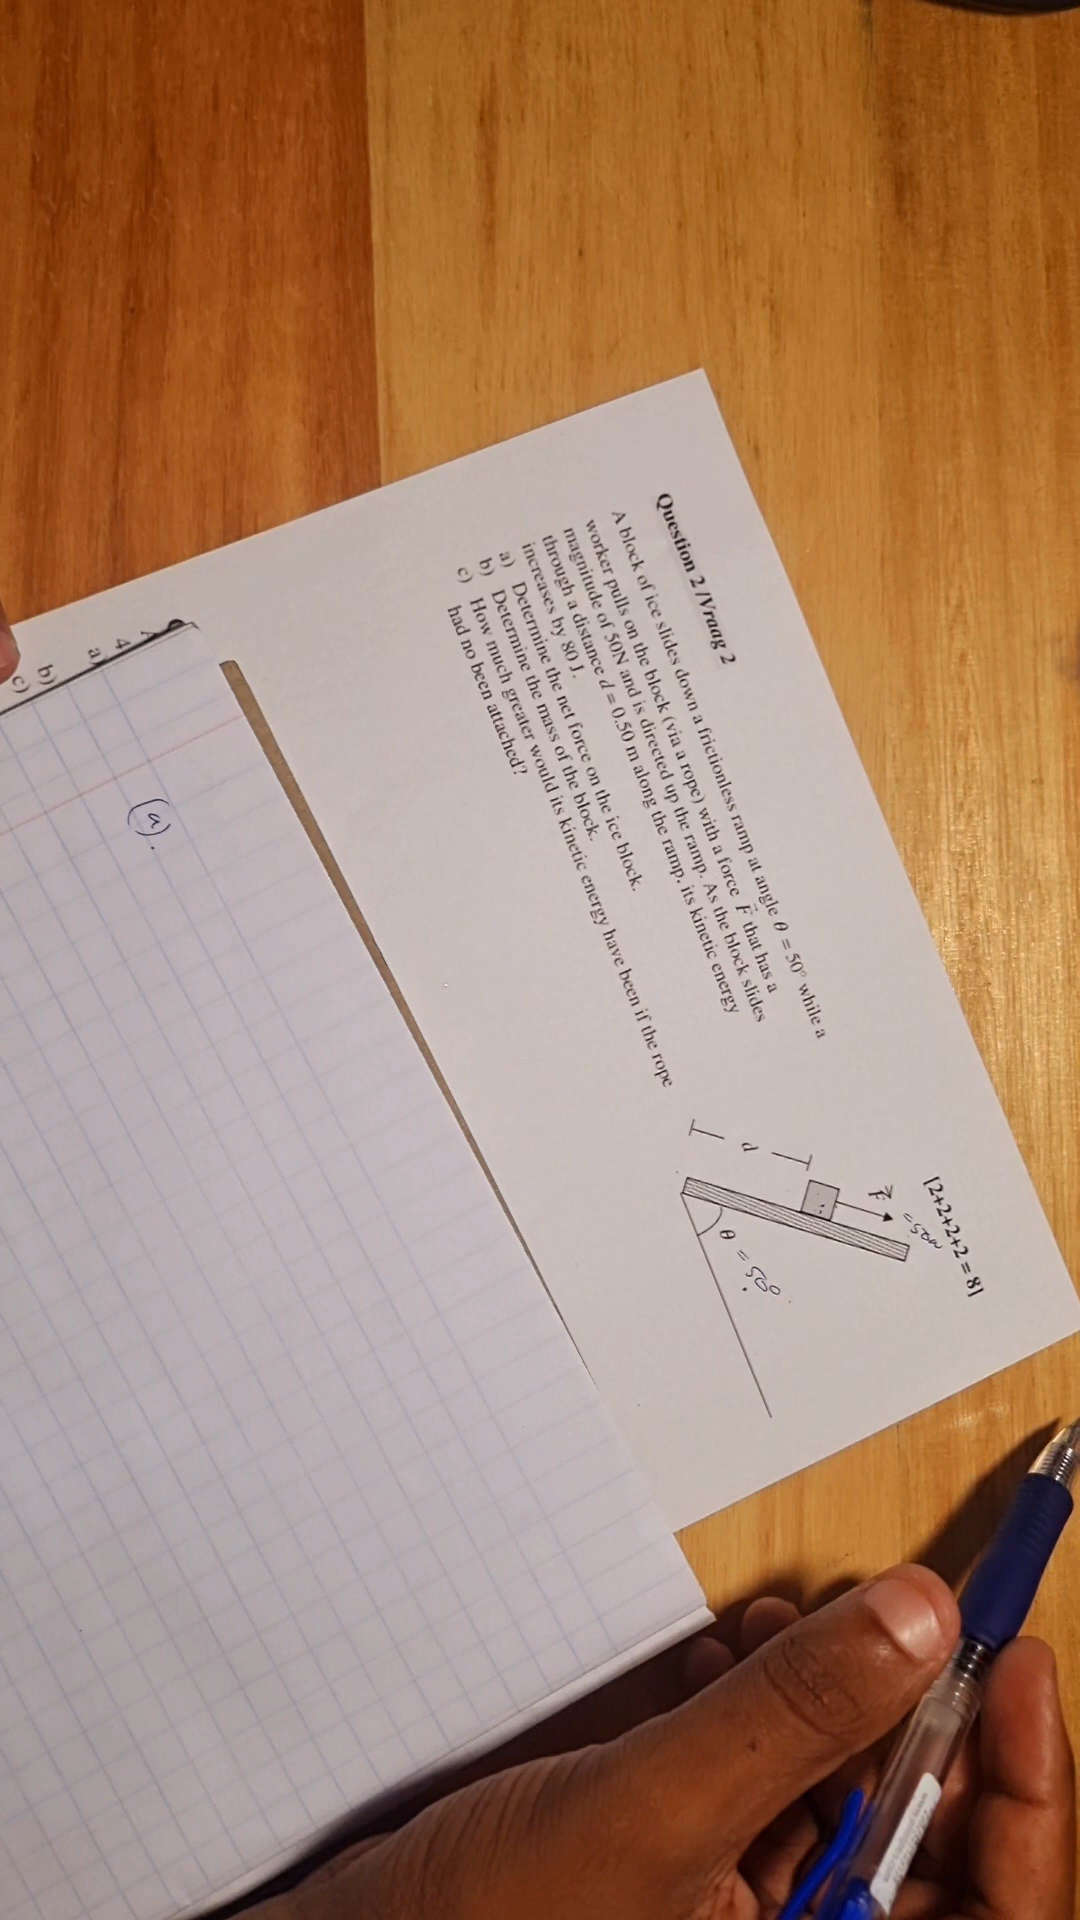 Question 2 /Vraag 2
[2+2+2+2 = 8]
A block of ice slides down a frictionless ramp at angle θ = 50° while a
worker pulls on the block (via a rope) with a force F⃗ that has a
magnitude of 50N and is directed up the ramp. As the block slides
through a distance d = 0.50 m along the ramp, its kinetic energy
increases by 80 J.
a) Determine the net force on the ice block.
b) Determine the mass of the block.
c) How much greater would its kinetic energy have been if the rope
had no been attached?
F⃗ = 50N
d
θ = 50°.
4
a)
b)
c)
(a).